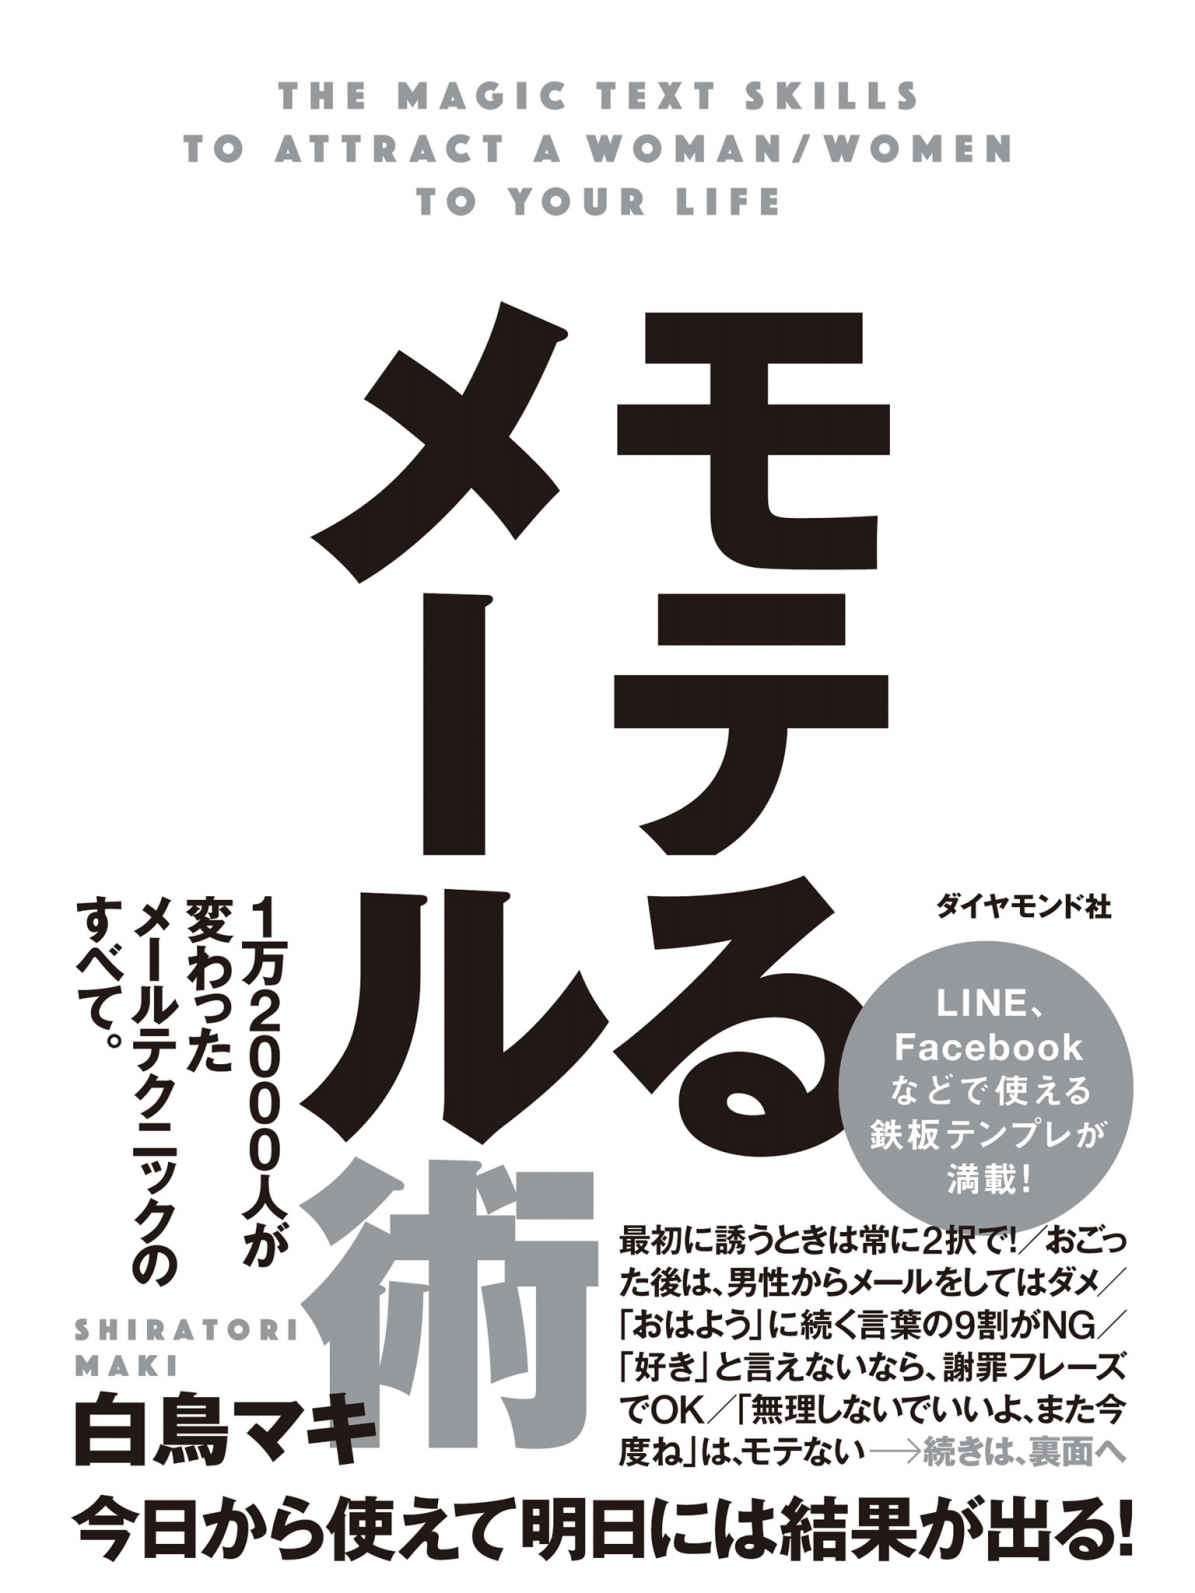 THE MAGIC TEXT SKILLS
TO ATTRACT A WOMAN/WOMEN
TO YOUR LIFE
モテる
メール術
1万2000人が
変わった
メールテクニックの
すべて。
SHIRATORI
MAKI
白鳥マキ
ダイヤモンド社
LINE、
Facebook
などで使える
鉄板テンプレが
満載！
最初に誘うときは常に2択で！／おごっ
た後は、男性からメールをしてはダメ／
「おはよう」に続く言葉の9割がNG／
「好き」と言えないなら、謝罪フレーズ
でOK／「無理しないでいいよ、また今
度ね」は、モテない→続きは、裏面へ
今日から使えて明日には結果が出る！